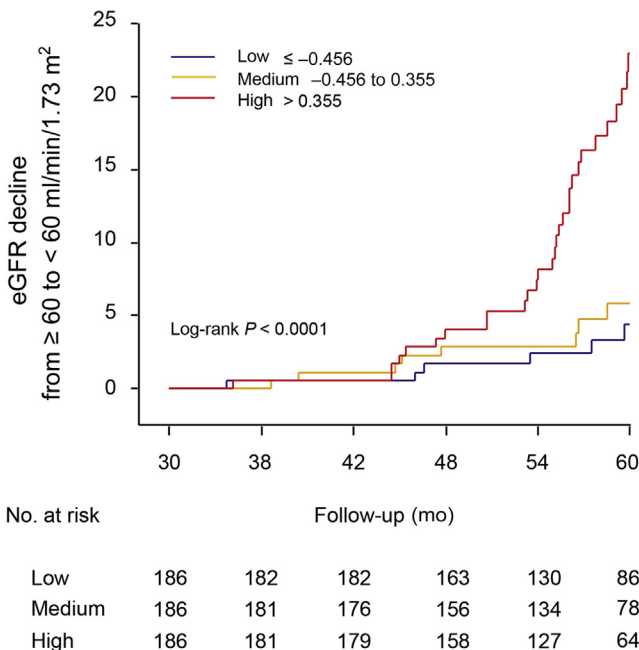 25
20
15
10
5
0
eGFR decline
from ≥ 60 to < 60 ml/min/1.73 m²
Low ≤ –0.456
Medium –0.456 to 0.355
High > 0.355
Log-rank P < 0.0001
30 38 42 48 54 60
No. at risk Follow-up (mo)
Low 186 182 182 163 130 86
Medium 186 181 176 156 134 78
High 186 181 179 158 127 64